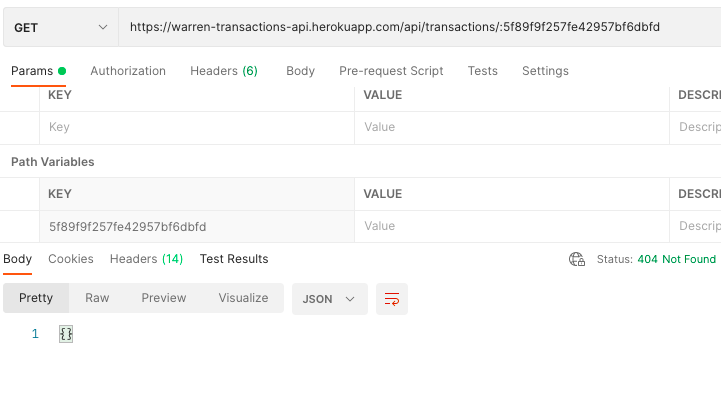 GET https://warren-transactions-api.herokuapp.com/api/transactions/:5f89f9f257fe42957bf6dbfd
Params Authorization Headers (6) Body Pre-request Script Tests Settings
KEY VALUE DESCRI
Key Value Descrip
Path Variables
KEY VALUE DESCRI
5f89f9f257fe42957bf6dbfd Value Descrip
Body Cookies Headers (14) Test Results Status: 404 Not Found
Pretty Raw Preview Visualize JSON
1 {}